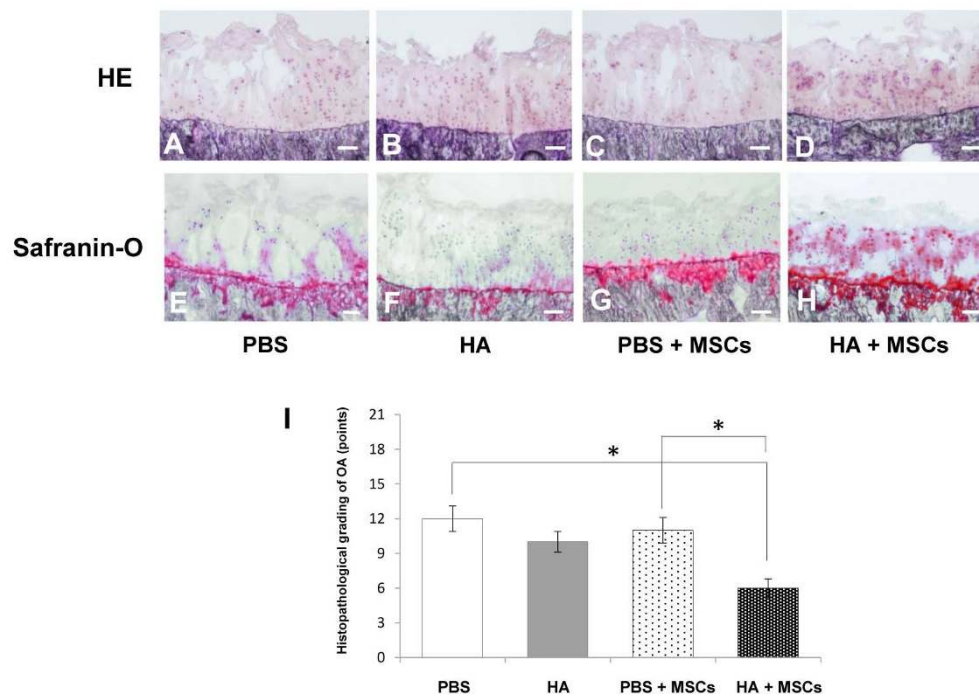 HE
A
B
C
D
Safranin-O
E
F
G
H
PBS
HA
PBS + MSCs
HA + MSCs
I
Histopathological grading of OA (points)
21
18
15
12
9
6
3
0
*
*
PBS
HA
PBS + MSCs
HA + MSCs